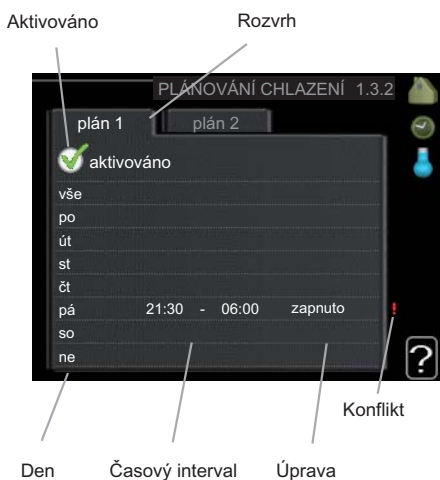 Aktivováno Rozvrh
PLÁNOVÁNÍ CHLAZENÍ 1.3.2
plán 1 plán 2
aktivováno
vše
po
út
st
čt
pá 21:30 - 06:00 zapnuto !
so
ne
?
Konflikt
Den Časový interval Úprava